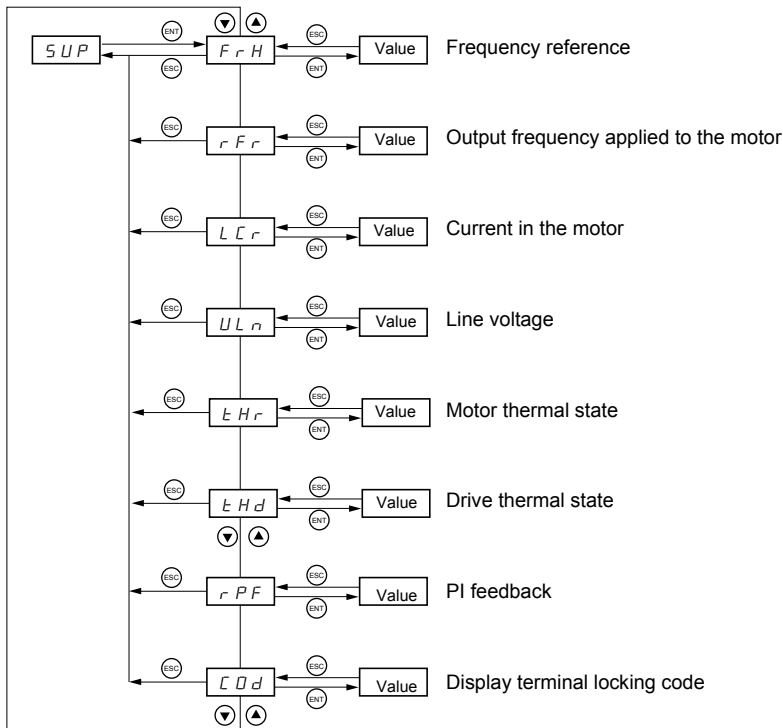 ENT
ESC
SUP
FrH
ESC
ENT
Value
Frequency reference
ESC
rFr
ESC
ENT
Value
Output frequency applied to the motor
ESC
LCr
ESC
ENT
Value
Current in the motor
ESC
ULn
ESC
ENT
Value
Line voltage
ESC
tHr
ESC
ENT
Value
Motor thermal state
ESC
tHd
ESC
ENT
Value
Drive thermal state
ESC
rPF
ESC
ENT
Value
PI feedback
ESC
COd
ESC
ENT
Value
Display terminal locking code